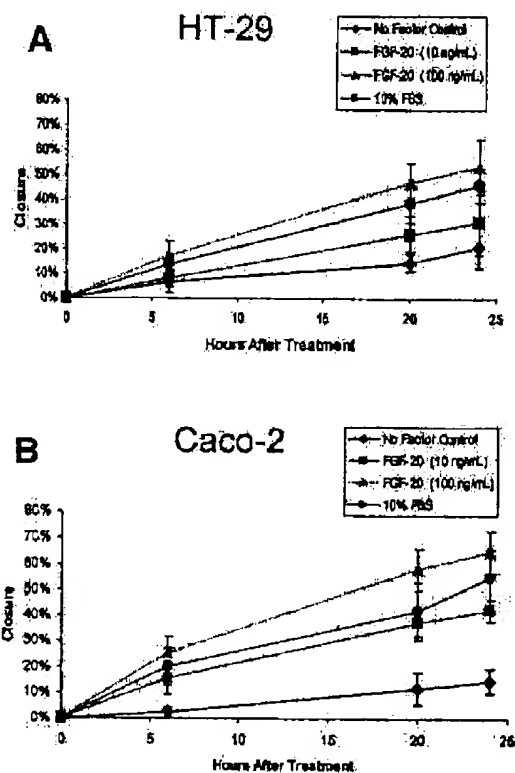 A
HT-29
No Factor Control
FGF-20 (10 ng/mL)
FGF-20 (100 ng/mL)
10% FBS
80%
70%
60%
50%
40%
30%
20%
10%
0%
Closure
0
5
10
15
20
25
Hours After Treatment
B
Caco-2
No Factor Control
FGF-20 (10 ng/mL)
FGF-20 (100 ng/mL)
10% FBS
80%
70%
60%
50%
40%
30%
20%
10%
0%
Closure
0
5
10
15
20
25
Hours After Treatment